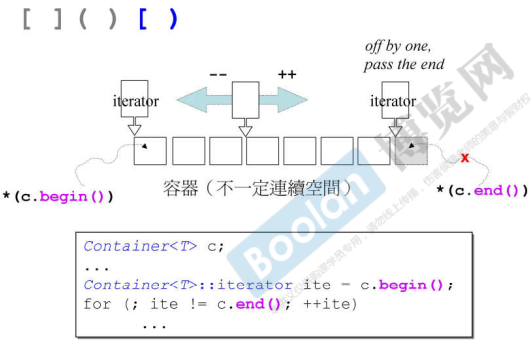 [ ] ( ) [ )
off by one,
pass the end
-- ++
iterator iterator
*(c.begin()) 容器（不一定連續空間） x *(c.end())
Container<T> c;
...
Container<T>::iterator ite = c.begin();
for (; ite != c.end(); ++ite)
...
Boolan 博览网